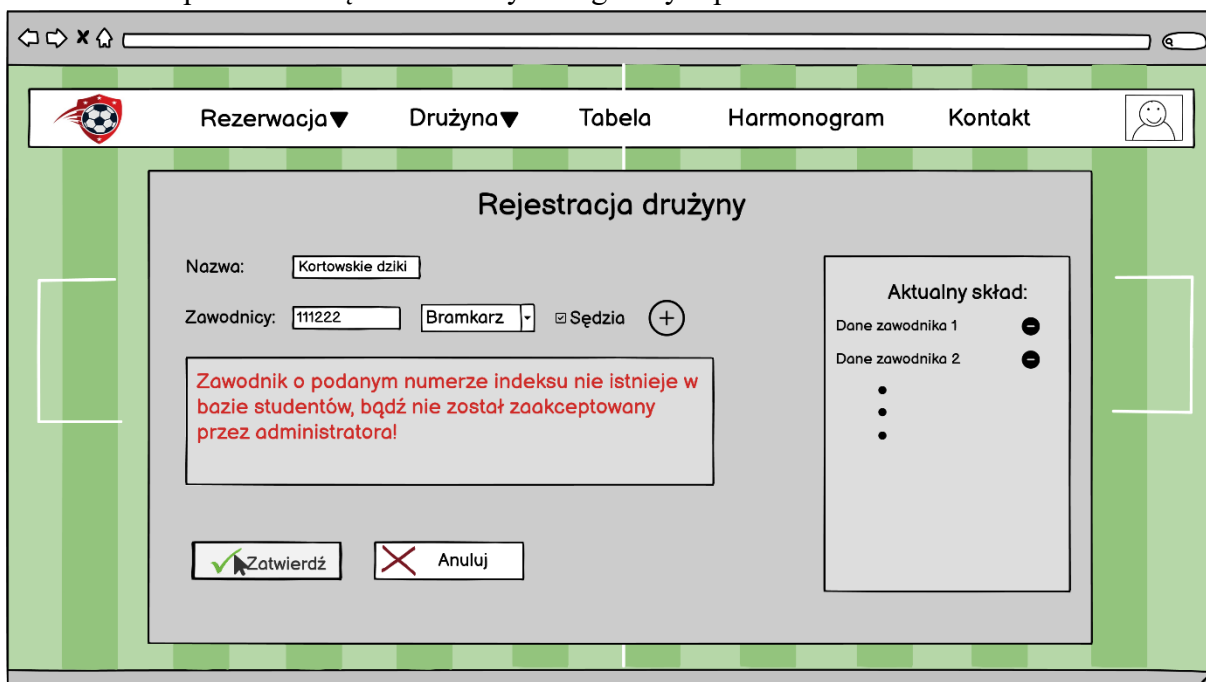 Rezerwacja▼ Drużyna▼ Tabela Harmonogram Kontakt
Rejestracja drużyny
Nazwa: Kortowskie dziki
Zawodnicy: 111222 Bramkarz Sędzia
Zawodnik o podanym numerze indeksu nie istnieje w
bazie studentów, bądź nie został zaakceptowany
przez administratora!
Zatwierdź Anuluj
Aktualny skład:
Dane zawodnika 1
Dane zawodnika 2